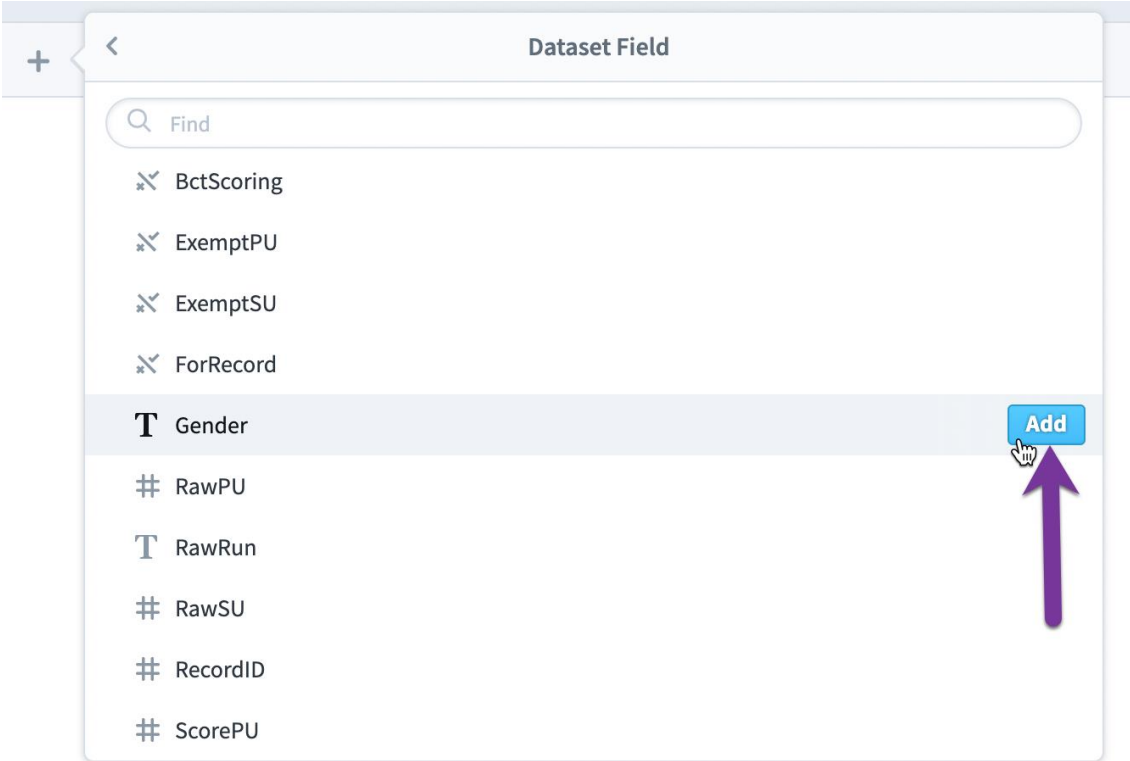 Dataset Field
Find
BctScoring
ExemptPU
ExemptSU
ForRecord
Gender
Add
RawPU
RawRun
RawSU
RecordID
ScorePU